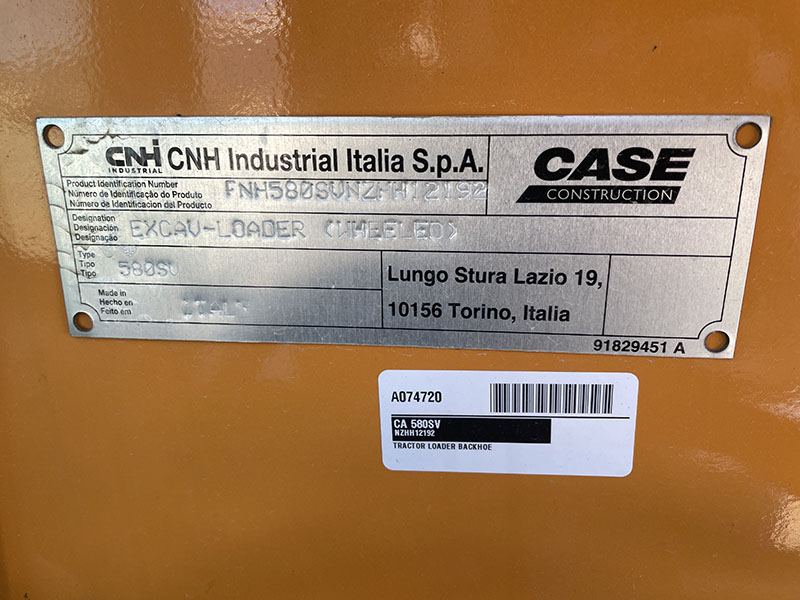 CNH INDUSTRIAL CNH Industrial Italia S.p.A.
CASE CONSTRUCTION
Product Identification Number
Número de Identificação do Produto
Número de Identificacion del Producto
FNH580SVNZHH12192
Designation
Designación
Designação
EXCAV-LOADER (WHEELED)
Type
Tipo
Tipo
580SV
Made in
Hecho en
Feito em
ITALY
Lungo Stura Lazio 19,
10156 Torino, Italia
91829451 A
A074720
CA 580SV
NZHH12192
TRACTOR LOADER BACKHOE